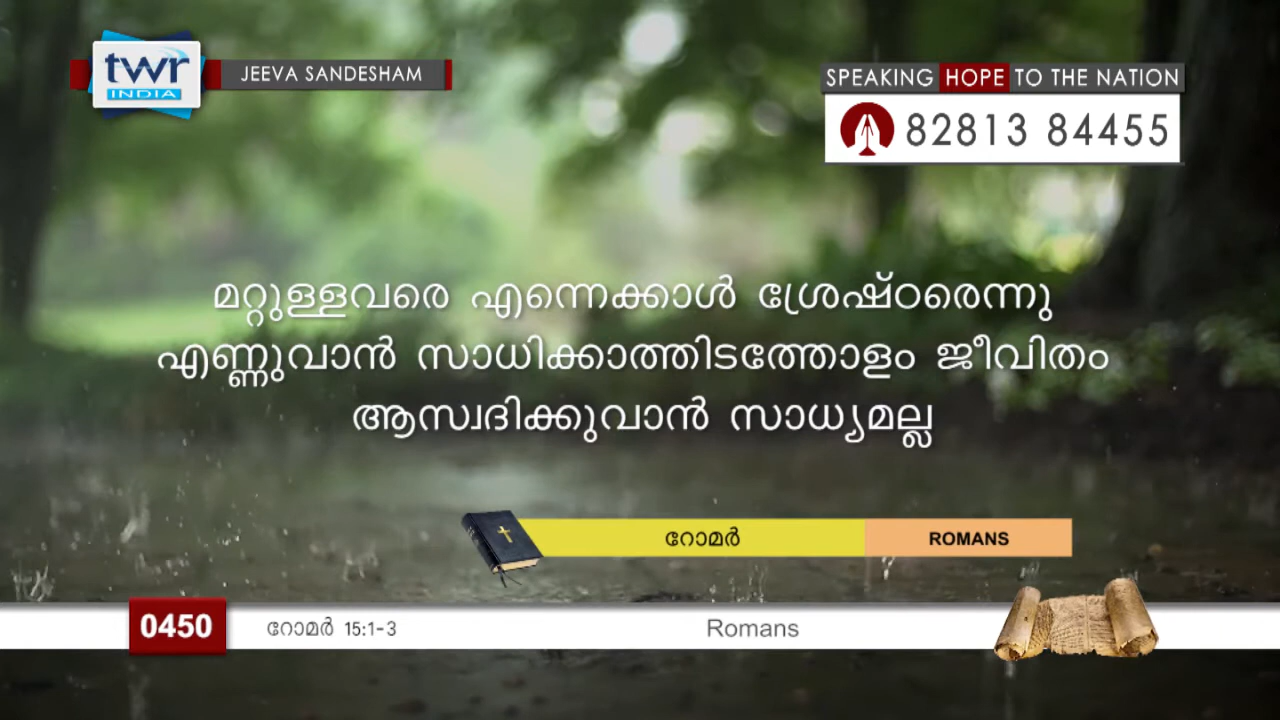 twr
INDIA
JEEVA SANDESHAM
SPEAKING HOPE TO THE NATION
82813 84455
മറ്റുള്ളവരെ എന്നെക്കാൾ ശ്രേഷ്ഠരെന്നു
എണ്ണുവാൻ സാധിക്കാത്തിടത്തോളം ജീവിതം
ആസ്വദിക്കുവാൻ സാധ്യമല്ല
റോമർ ROMANS
0450 റോമർ 15:1-3 Romans